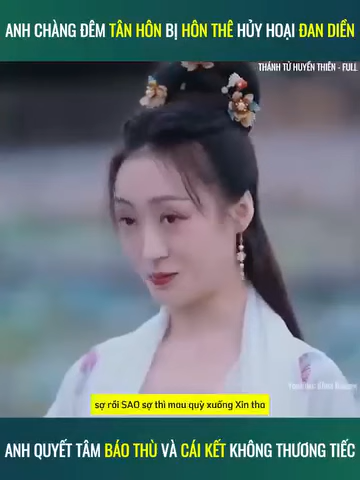 ANH CHÀNG ĐÊM TÂN HÔN BỊ HÔN THÊ HỦY HOẠI ĐAN DIỀN
THÁNH TỬ HUYỀN THIÊN - FULL
sợ rồi SAO sợ thì mau quỳ xuống Xin tha
ANH QUYẾT TÂM BÁO THÙ VÀ CÁI KẾT KHÔNG THƯƠNG TIẾC